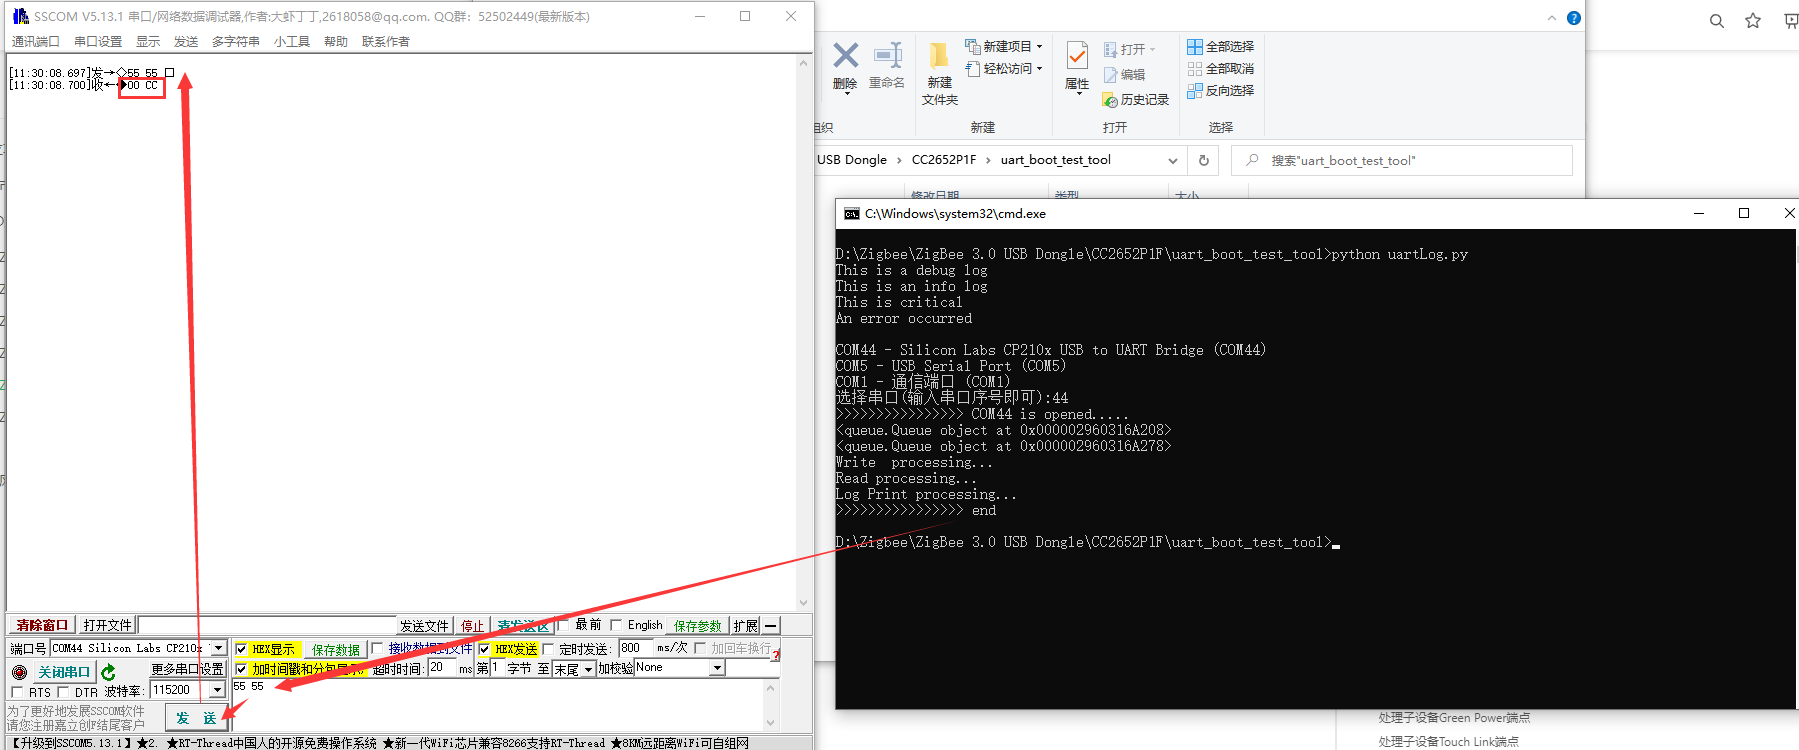 SSCOM V5.13.1 串口/网络数据调试器,作者:大虾丁丁,2618058@qq.com. QQ群: 52502449(最新版本)
通讯端口 串口设置 显示 发送 多字符串 小工具 帮助 联系作者
[11:30:08.697]发→◇55 55 □
[11:30:08.700]收←◆00 CC
清除窗口 打开文件 发送文件 停止 清发送区 最前 English 保存参数 扩展 —
端口号 COM44 Silicon Labs CP210x HEX显示 保存数据 接收数据到文件 HEX发送 定时发送: 800 ms/次 加回车换行
关闭串口 更多串口设置 加时间戳和分包显示, 超时时间: 20 ms 第 1 字节 至 末尾 加校验 None
RTS DTR 波特率: 115200 55 55
为了更好地发展SSCOM软件
请您注册嘉立创F结尾客户
发 送
【升级到SSCOM5.13.1】★2. ★RT-Thread中国人的开源免费操作系统 ★新一代WiFi芯片兼容8266支持RT-Thread ★8KM远距离WiFi可自组网
删除 重命名 新建文件夹 新建项目 轻松访问 属性 打开 编辑 历史记录 全部选择 全部取消 反向选择
组织 新建 打开 选择
USB Dongle › CC2652P1F › uart_boot_test_tool
搜索"uart_boot_test_tool"
修改日期 类型 大小
C:\Windows\system32\cmd.exe
D:\Zigbee\ZigBee 3.0 USB Dongle\CC2652P1F\uart_boot_test_tool>python uartLog.py
This is a debug log
This is an info log
This is critical
An error occurred
COM44 - Silicon Labs CP210x USB to UART Bridge (COM44)
COM5 - USB Serial Port (COM5)
COM1 - 通信端口 (COM1)
选择串口(输入串口序号即可):44
>>>>>>>>>>>>>>>> COM44 is opened.....
<queue.Queue object at 0x000002960316A208>
<queue.Queue object at 0x000002960316A278>
Write  processing...
Read processing...
Log Print processing...
>>>>>>>>>>>>>>>> end
D:\Zigbee\ZigBee 3.0 USB Dongle\CC2652P1F\uart_boot_test_tool>
处理子设备Green Power端点
处理子设备Touch Link端点